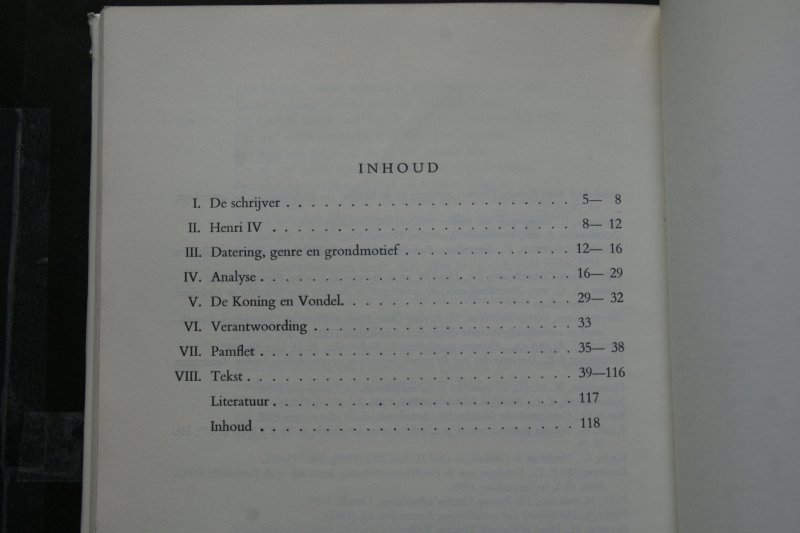 INHOUD
I. De schrijver . . . . . . . . . . . . . . . . . . . . . . 5— 8
II. Henri IV . . . . . . . . . . . . . . . . . . . . . . . 8— 12
III. Datering, genre en grondmotief . . . . . . . . . . . . . 12— 16
IV. Analyse . . . . . . . . . . . . . . . . . . . . . . . . 16— 29
V. De Koning en Vondel. . . . . . . . . . . . . . . . . . 29— 32
VI. Verantwoording . . . . . . . . . . . . . . . . . . . . 33
VII. Pamflet . . . . . . . . . . . . . . . . . . . . . . . . 35— 38
VIII. Tekst . . . . . . . . . . . . . . . . . . . . . . . . . 39—116
Literatuur . . . . . . . . . . . . . . . . . . . . . . . 117
Inhoud . . . . . . . . . . . . . . . . . . . . . . . . 118